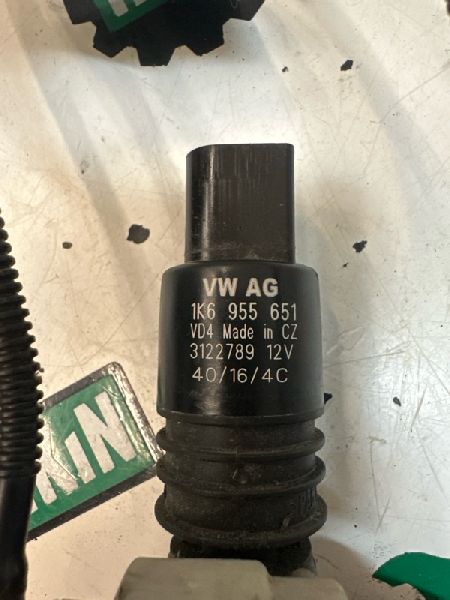 VW AG
1K6 955 651
VD4 Made in CZ
3122789 12V
40/16/4C